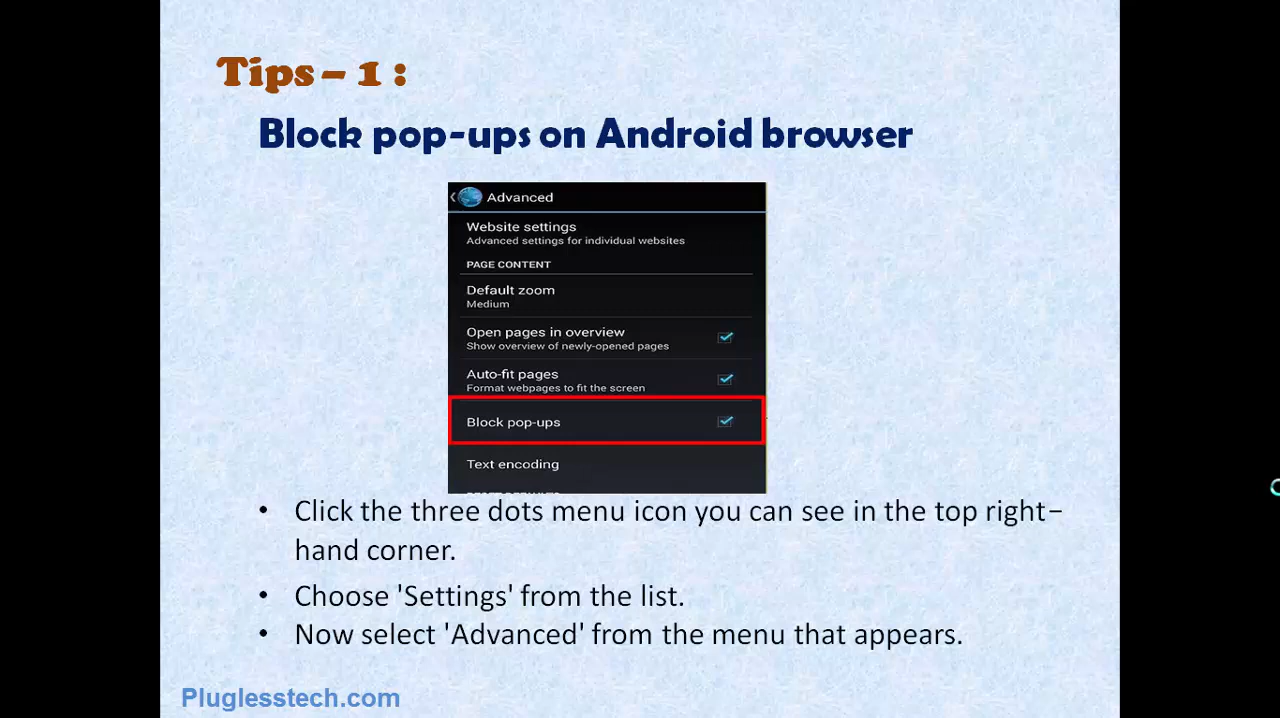 Tips – 1 :
Block pop-ups on Android browser
Advanced
Website settings
Advanced settings for individual websites
PAGE CONTENT
Default zoom
Medium
Open pages in overview
Show overview of newly-opened pages
Auto-fit pages
Format webpages to fit the screen
Block pop-ups
Text encoding
• Click the three dots menu icon you can see in the top right-
hand corner.
• Choose 'Settings' from the list.
• Now select 'Advanced' from the menu that appears.
Pluglesstech.com